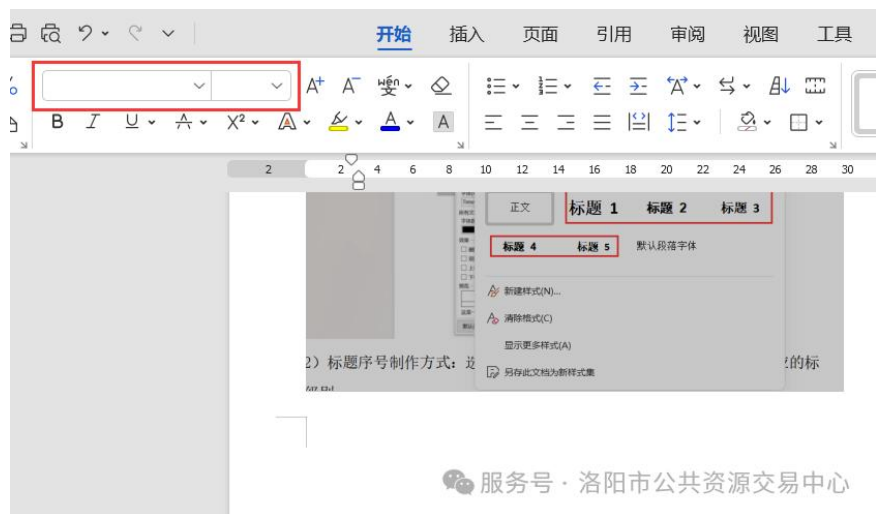 开始 插入 页面 引用 审阅 视图 工具
A+ A- wén 变
B I U A X² A A A
2 2 4 6 8 10 12 14 16 18 20 22 24 26 28 30
正文 标题 1 标题 2 标题 3
标题 4 标题 5 默认段落字体
新建样式(N)...
清除格式(C)
显示更多样式(A)
另存此文档为新样式集
2）标题序号制作方式：选 的标
服务号 · 洛阳市公共资源交易中心